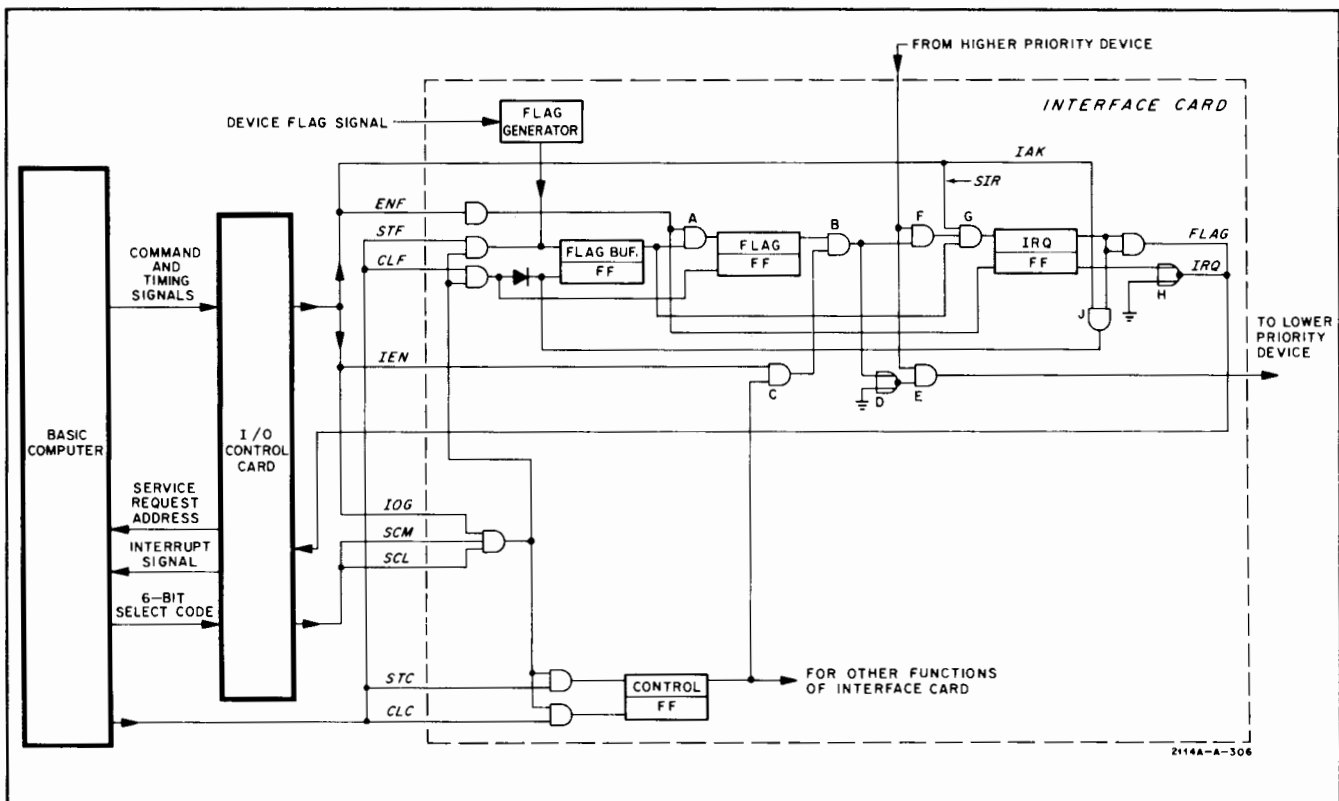 FROM HIGHER PRIORITY DEVICE
INTERFACE CARD
DEVICE FLAG SIGNAL
FLAG
GENERATOR
IAK
SIR
ENF
A
B
F
G
STF
FLAG BUF.
FF
FLAG
FF
IRQ
FF
FLAG
CLF
IRQ
H
COMMAND
AND
TIMING
SIGNALS
J
TO LOWER
PRIORITY
DEVICE
IEN
C
D
E
BASIC
COMPUTER
I/O
CONTROL
CARD
SERVICE
REQUEST
ADDRESS
IOG
SCM
INTERRUPT
SIGNAL
SCL
6-BIT
SELECT CODE
STC
CONTROL
FF
FOR OTHER FUNCTIONS
OF INTERFACE CARD
CLC
2114A-A-306